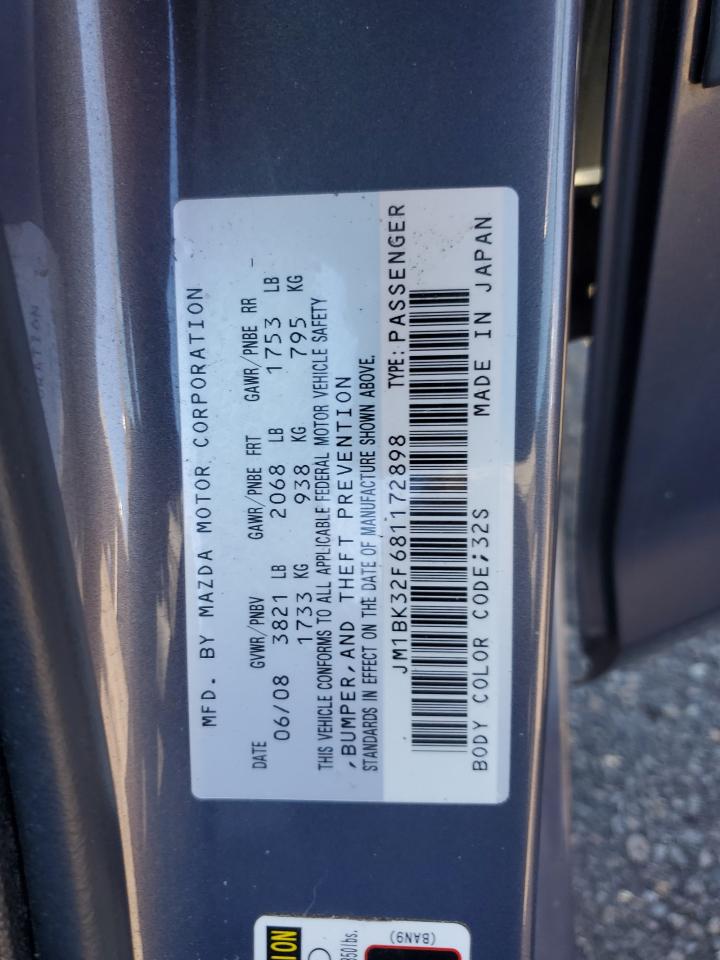 MFD. BY MAZDA MOTOR CORPORATION
DATE GVWR/PNBV GAWR/PNBE FRT GAWR/PNBE RR
06/08 3821 LB 2068 LB 1753 LB
1733 KG 938 KG 795 KG
THIS VEHICLE CONFORMS TO ALL APPLICABLE FEDERAL MOTOR VEHICLE SAFETY
,BUMPER,AND THEFT PREVENTION
STANDARDS IN EFFECT ON THE DATE OF MANUFACTURE SHOWN ABOVE.
JM1BK32F681172898 TYPE:PASSENGER
BODY COLOR CODE;32S MADE IN JAPAN
(BAN9)